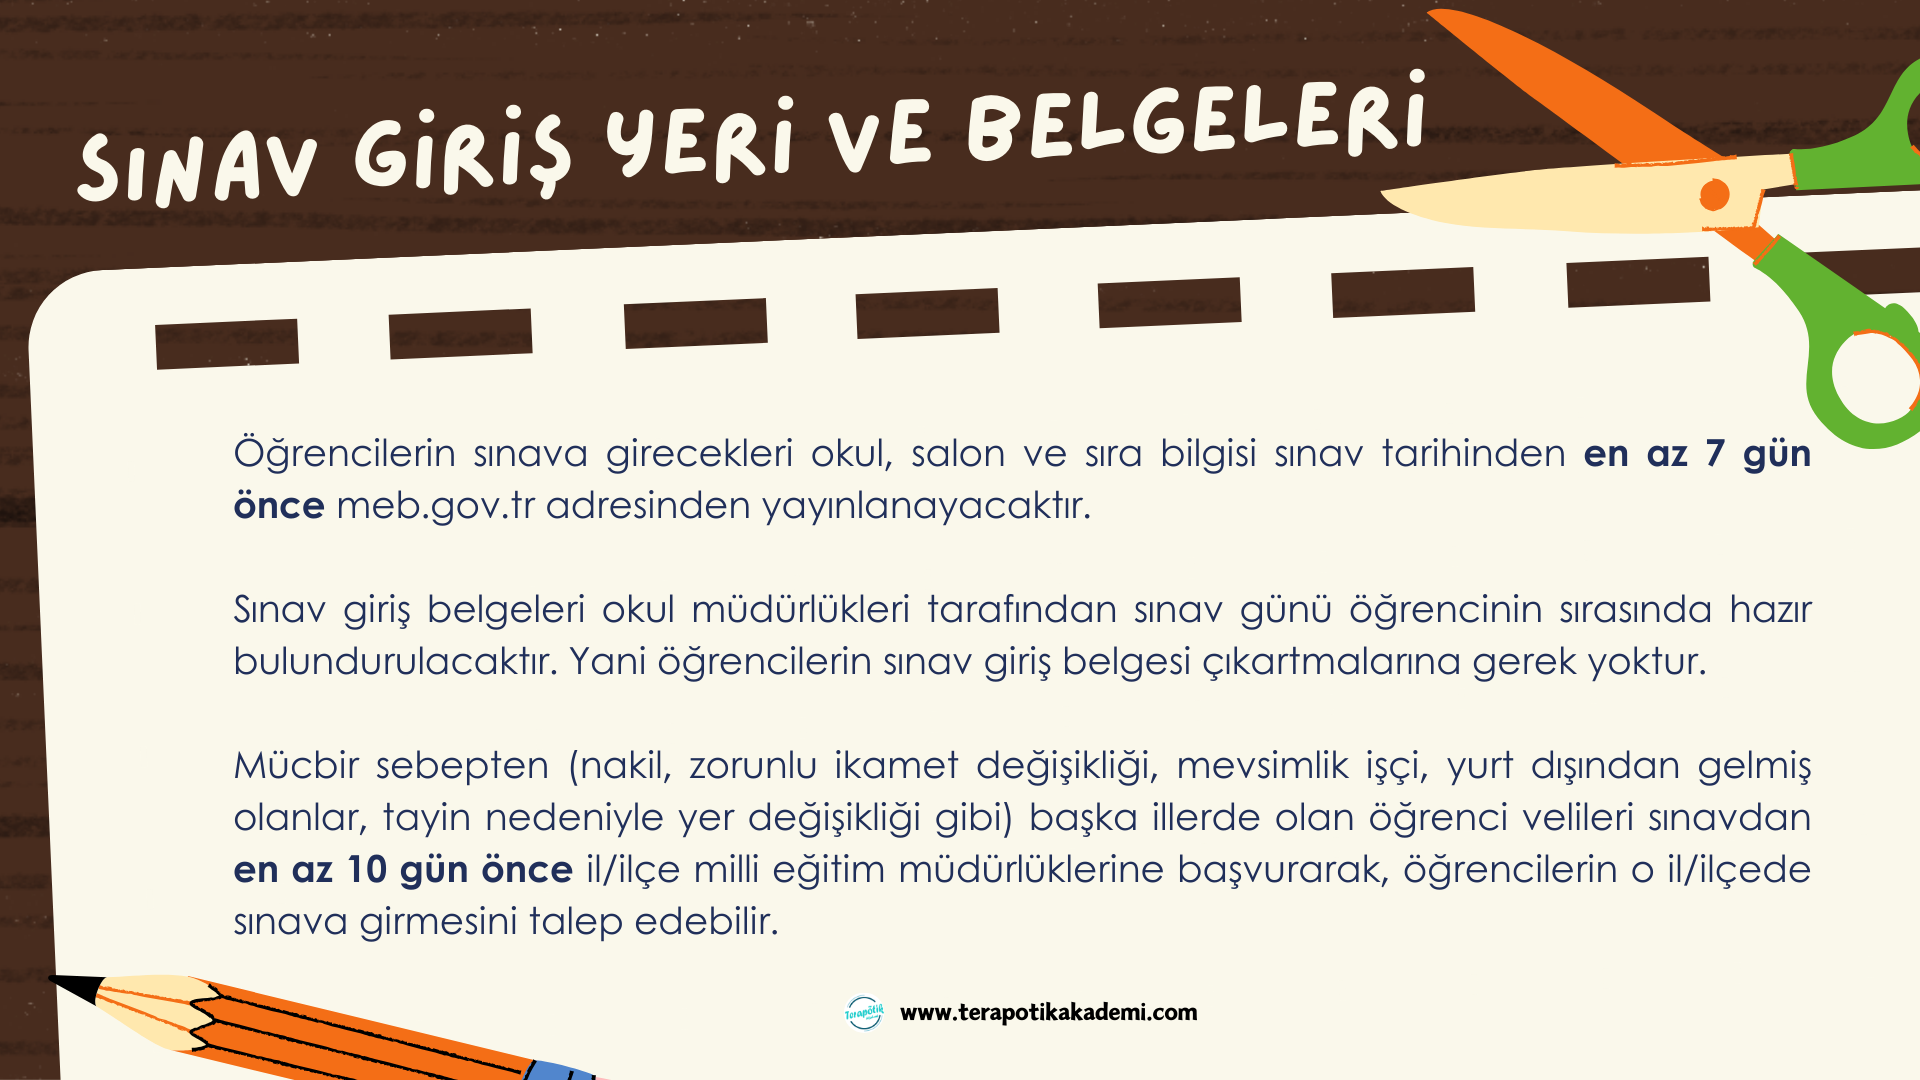 SINAV GİRİŞ YERİ VE BELGELERİ
Öğrencilerin sınava girecekleri okul, salon ve sıra bilgisi sınav tarihinden en az 7 gün
önce meb.gov.tr adresinden yayınlanayacaktır.
Sınav giriş belgeleri okul müdürlükleri tarafından sınav günü öğrencinin sırasında hazır
bulundurulacaktır. Yani öğrencilerin sınav giriş belgesi çıkartmalarına gerek yoktur.
Mücbir sebepten (nakil, zorunlu ikamet değişikliği, mevsimlik işçi, yurt dışından gelmiş
olanlar, tayin nedeniyle yer değişikliği gibi) başka illerde olan öğrenci velileri sınavdan
en az 10 gün önce il/ilçe milli eğitim müdürlüklerine başvurarak, öğrencilerin o il/ilçede
sınava girmesini talep edebilir.
Terapötik
www.terapotikakademi.com